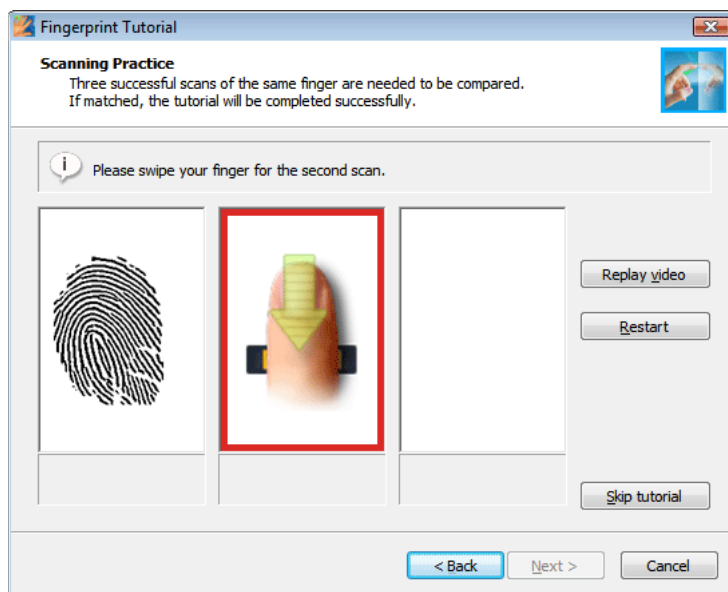 Fingerprint Tutorial
Scanning Practice
Three successful scans of the same finger are needed to be compared.
If matched, the tutorial will be completed successfully.
Please swipe your finger for the second scan.
Replay video
Restart
Skip tutorial
< Back
Next >
Cancel